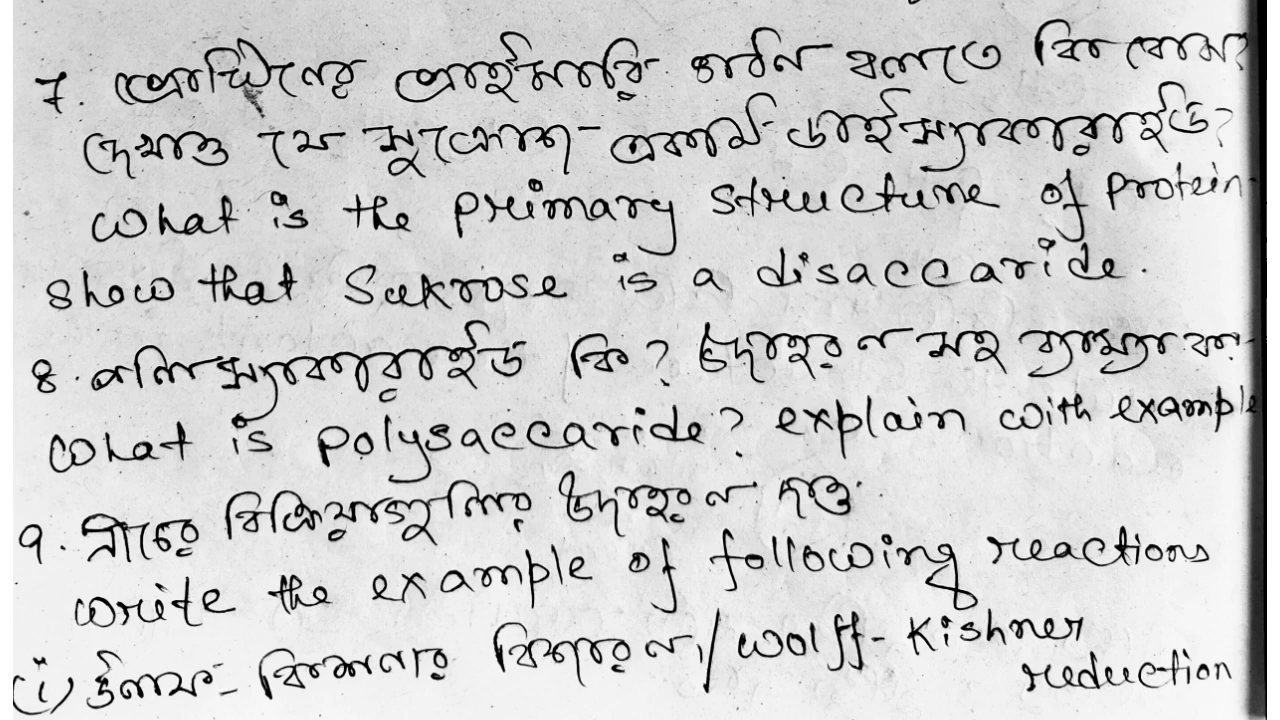 7. প্রোটিনের প্রাইমারি গঠন বলতে কি বোঝ?
দেখাও যে সুক্রোজ একটি ডাইস্যাকারাইড?
What is the primary structure of protein
show that Sukrose is a disaccaride.
8. পলিস্যাকারাইড কি? উদাহরণ সহ ব্যাখ্যা কর.
What is polysaccaride? explain with example
9. নীচের বিক্রিয়াগুলির উদাহরণ দাও.
write the example of following reactions
(i) উলফ-কিশনার বিজারণ / wolff-Kishner
reduction